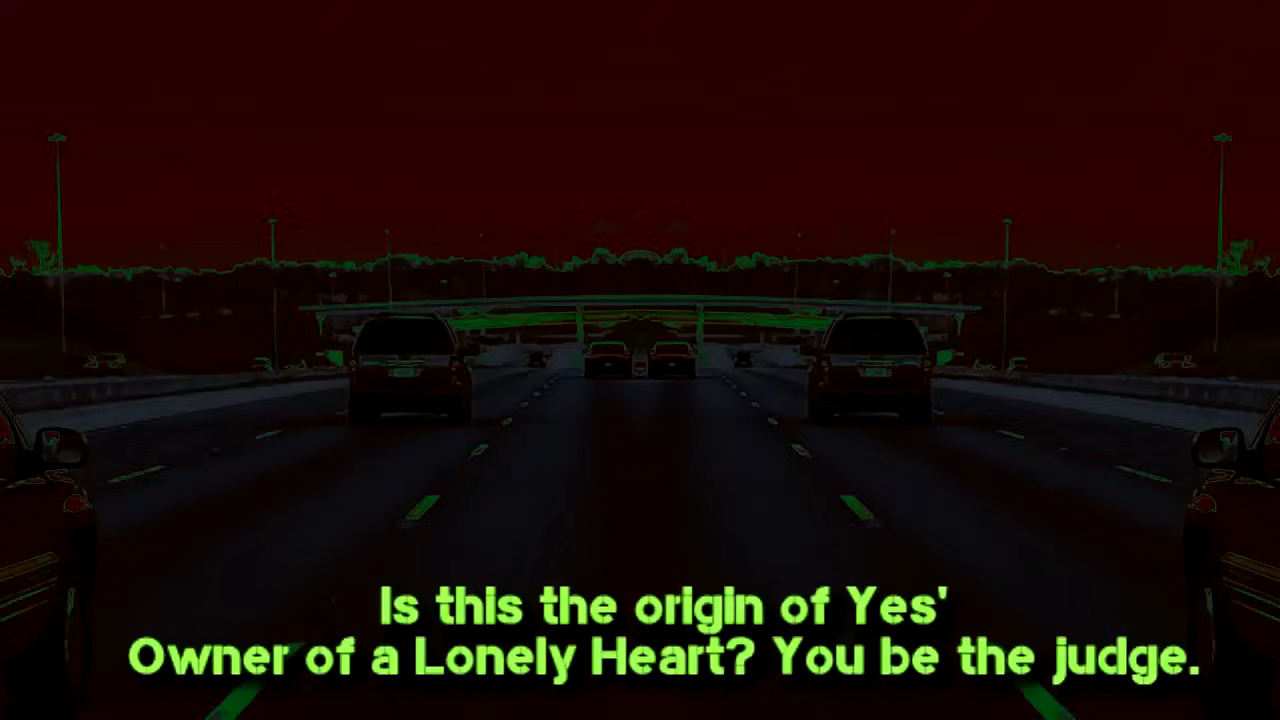 Is this the origin of Yes'
Owner of a Lonely Heart? You be the judge.